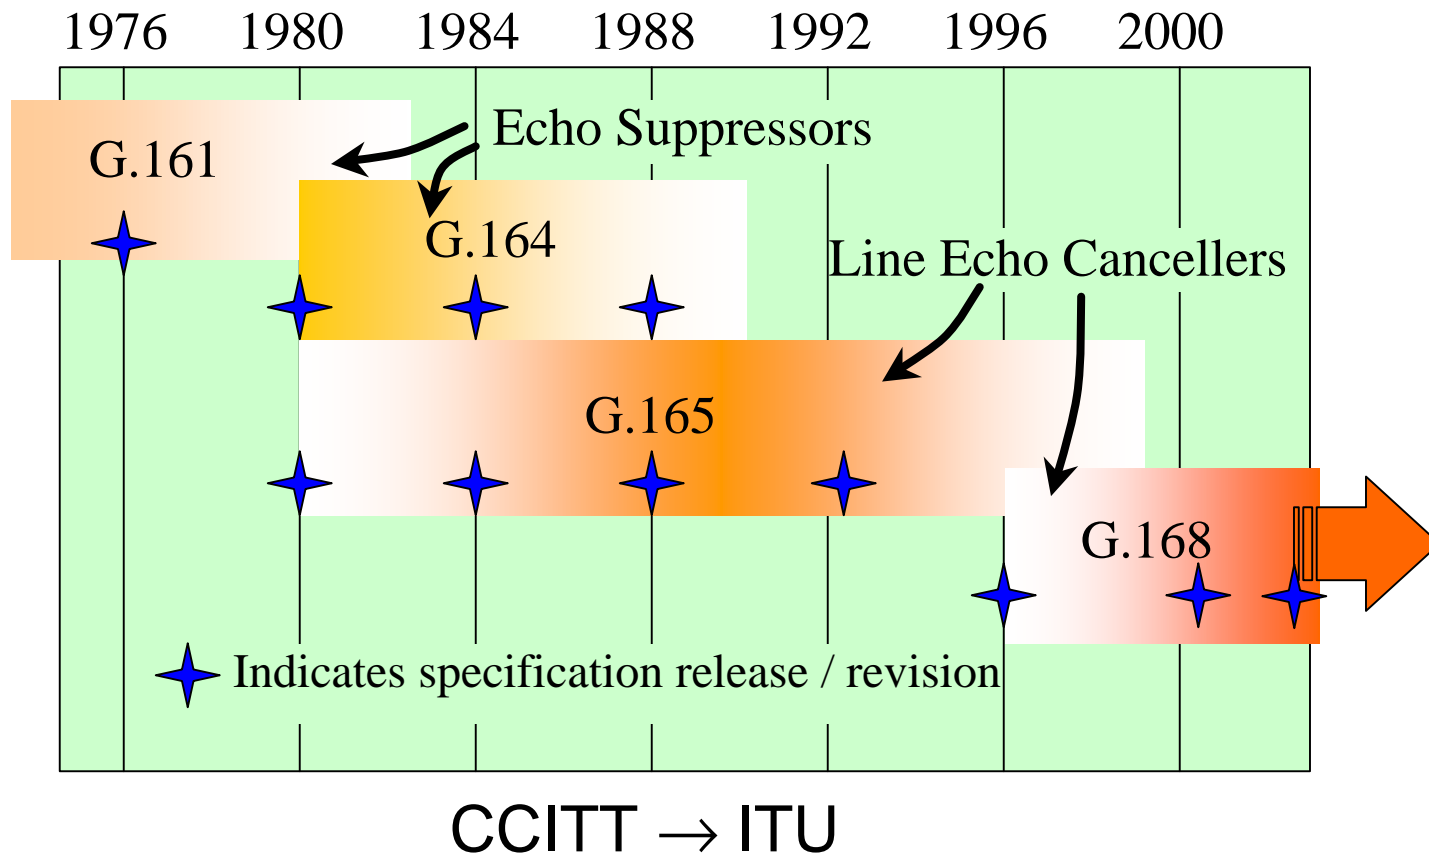 1976 1980 1984 1988 1992 1996 2000
Echo Suppressors
G.161
G.164
Line Echo Cancellers
G.165
G.168
Indicates specification release / revision
CCITT → ITU